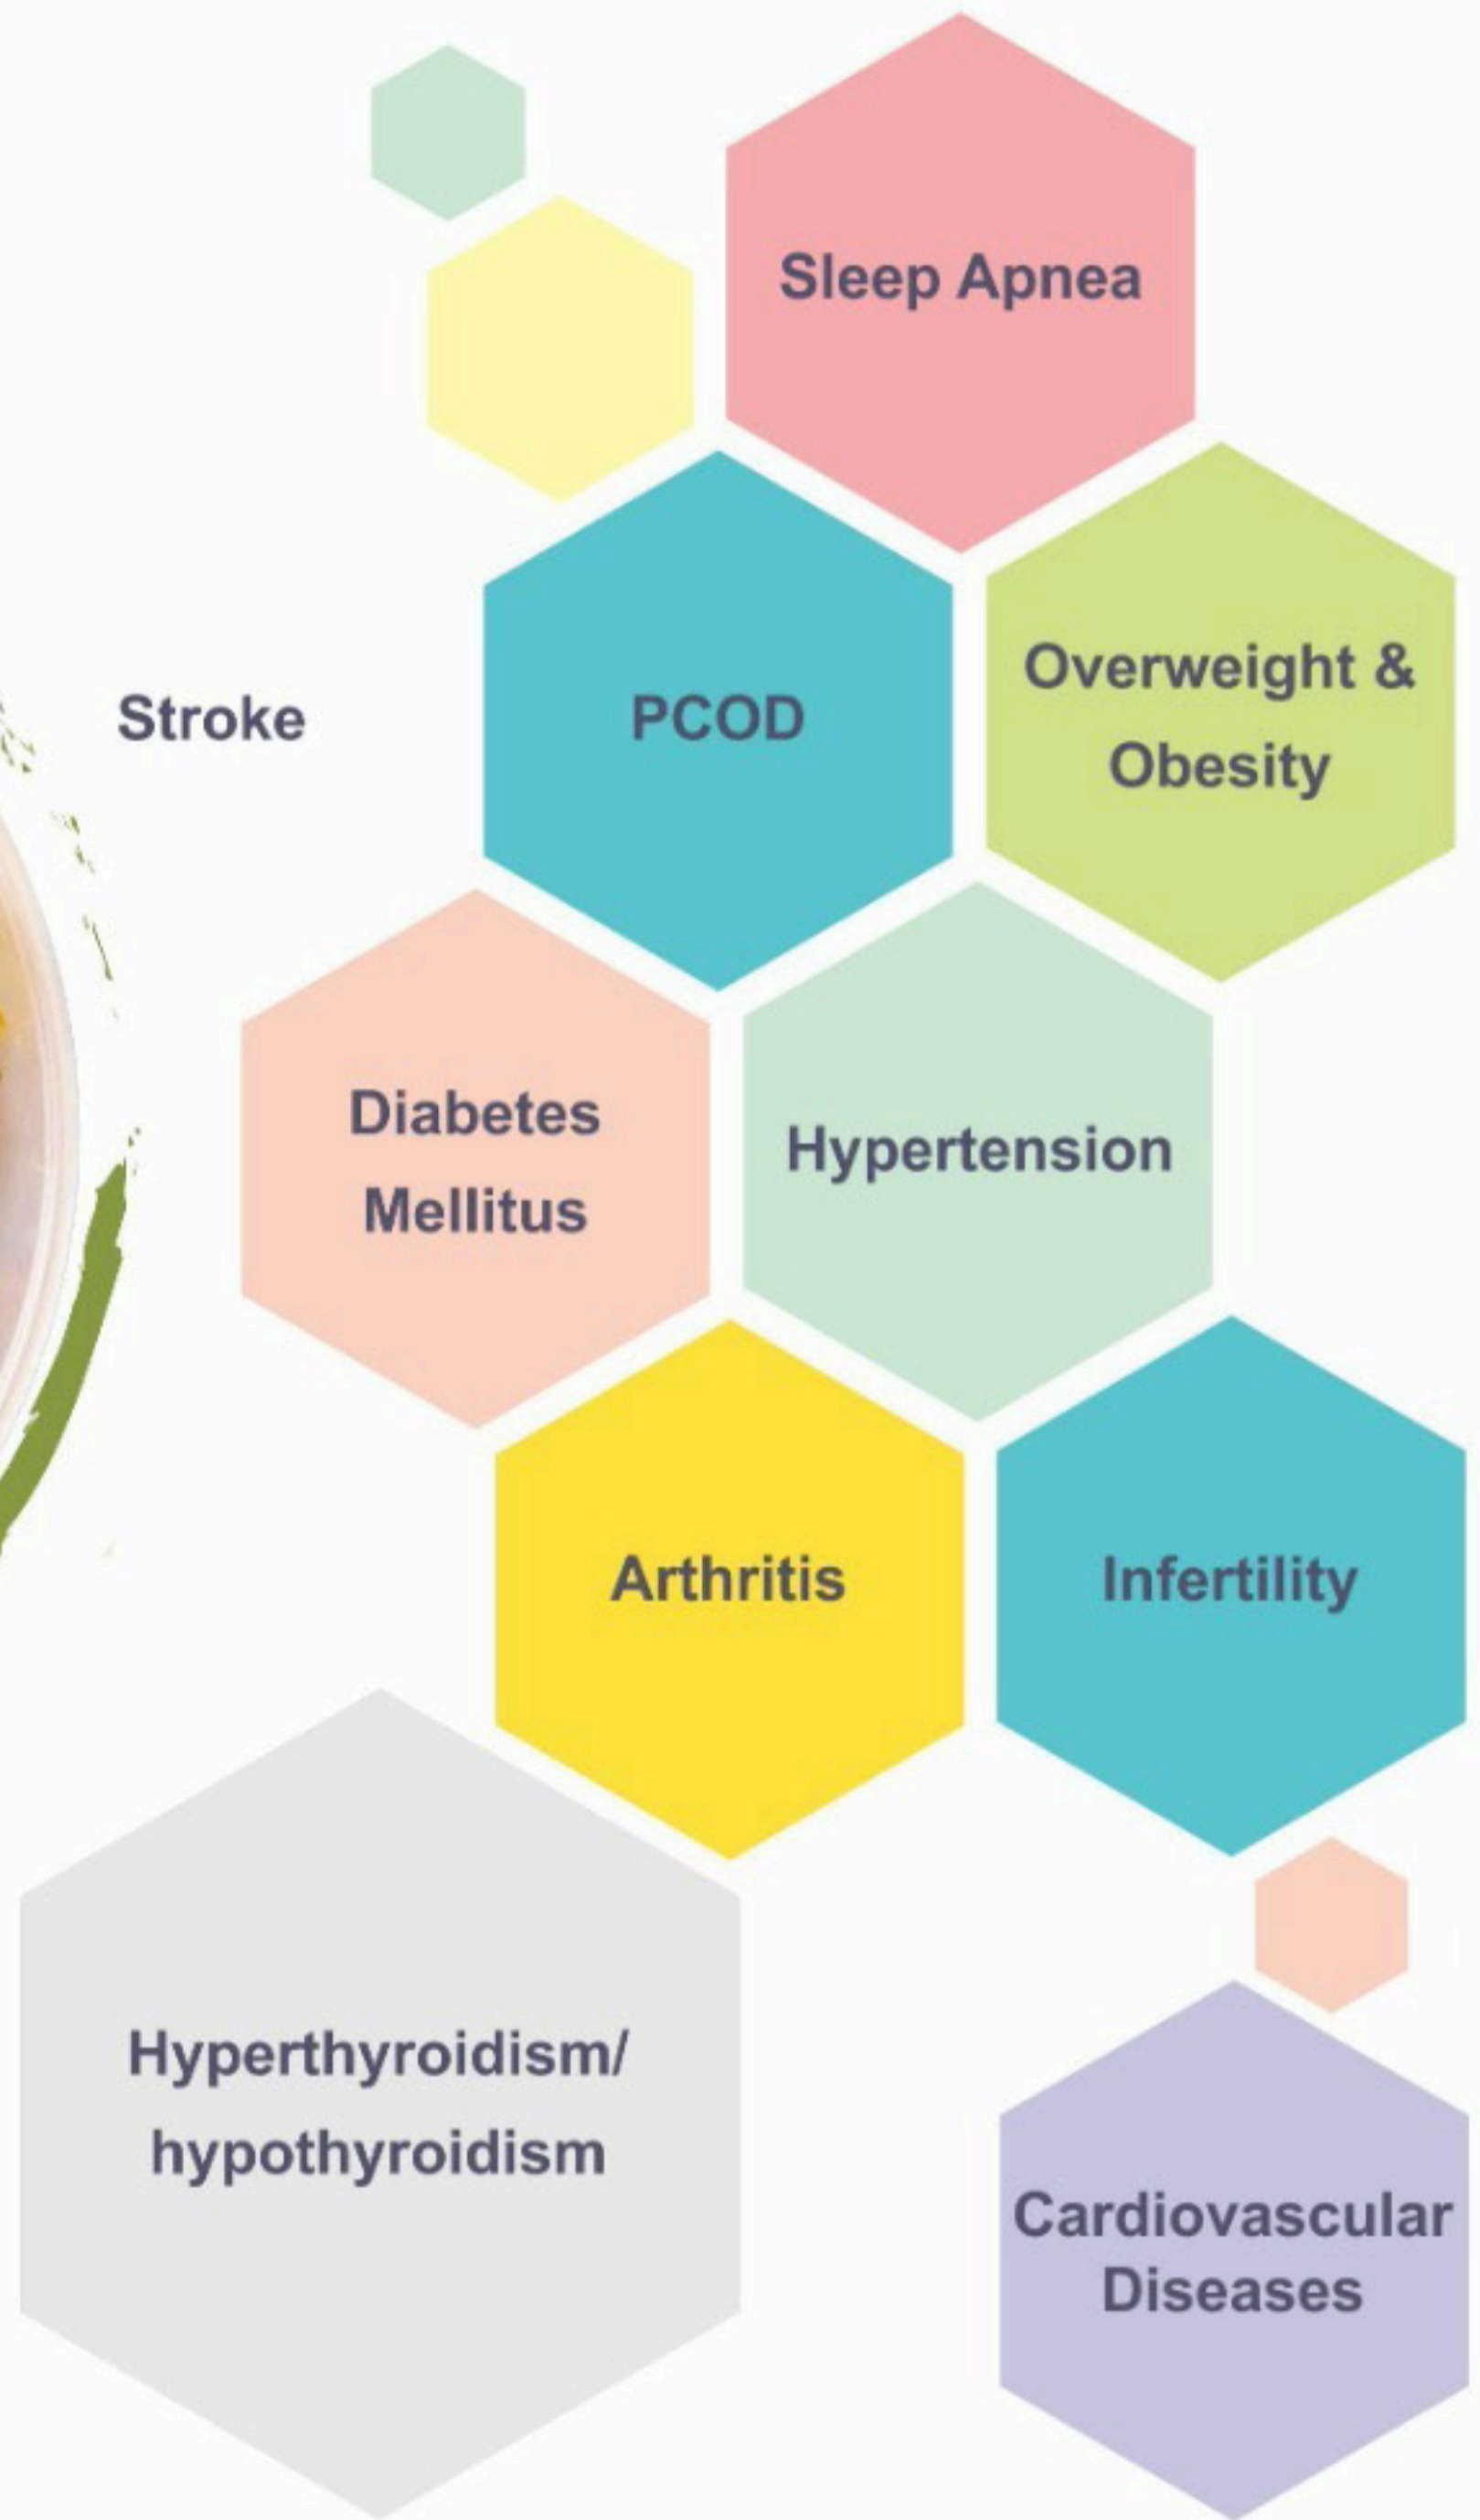 Sleep Apnea
Stroke
PCOD
Overweight &
Obesity
Diabetes
Mellitus
Hypertension
Arthritis
Infertility
Hyperthyroidism/
hypothyroidism
Cardiovascular
Diseases